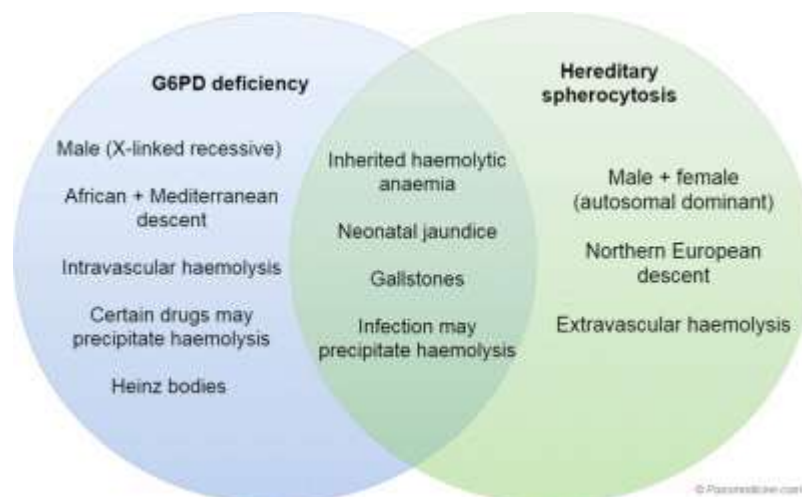 G6PD deficiency
Male (X-linked recessive)
African + Mediterranean
descent
Intravascular haemolysis
Certain drugs may
precipitate haemolysis
Heinz bodies
Inherited haemolytic
anaemia
Neonatal jaundice
Gallstones
Infection may
precipitate haemolysis
Hereditary
spherocytosis
Male + female
(autosomal dominant)
Northern European
descent
Extravascular haemolysis
© Passmedicine.com